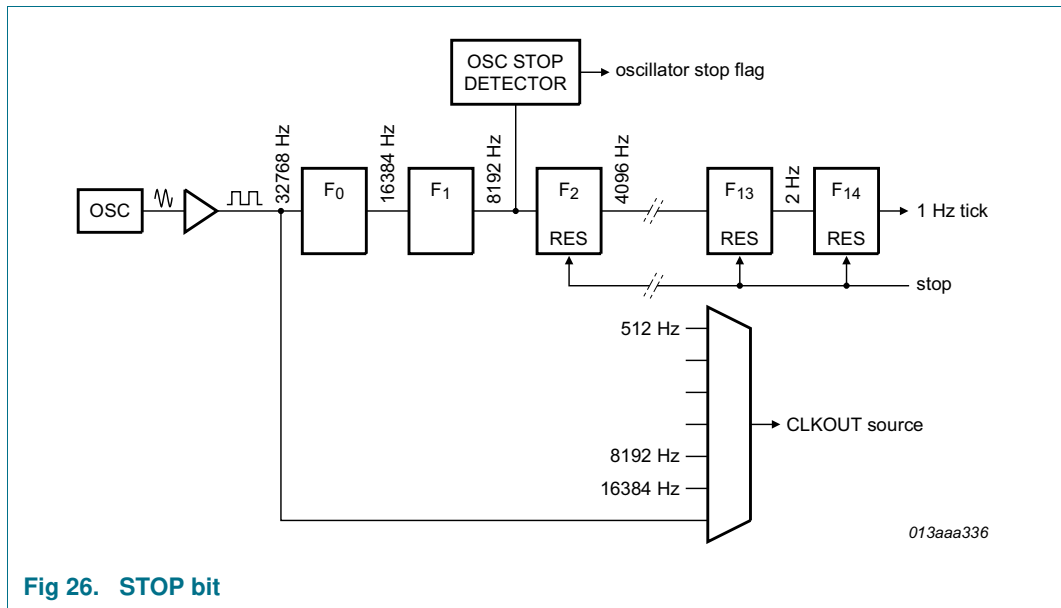 OSC STOP
DETECTOR
oscillator stop flag
32768 Hz
16384 Hz
8192 Hz
4096 Hz
2 Hz
OSC
F0
F1
F2
RES
F13
RES
F14
RES
1 Hz tick
stop
512 Hz
CLKOUT source
8192 Hz
16384 Hz
013aaa336
Fig 26. STOP bit